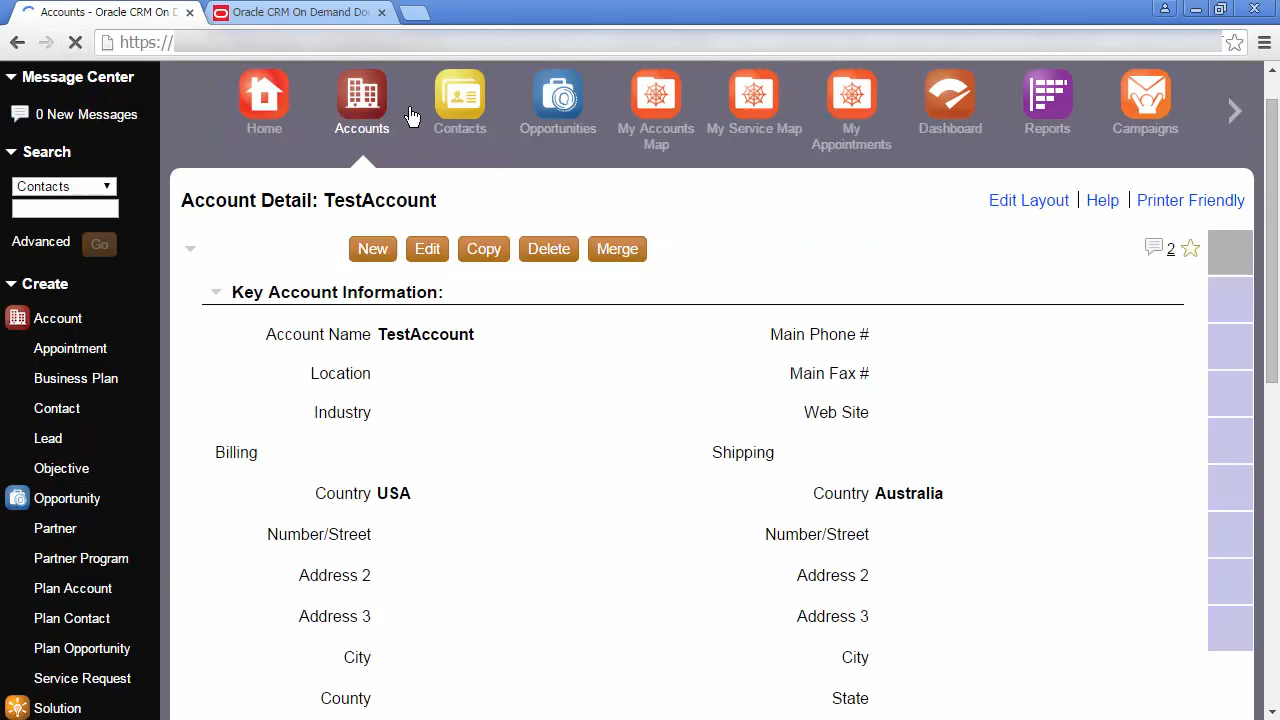 Accounts - Oracle CRM On D
Oracle CRM On Demand Do
https://
Message Center
0 New Messages
Search
Contacts
Advanced
Go
Create
Account
Appointment
Business Plan
Contact
Lead
Objective
Opportunity
Partner
Partner Program
Plan Account
Plan Contact
Plan Opportunity
Service Request
Solution
Home
Accounts
Contacts
Opportunities
My Accounts
Map
My Service Map
My
Appointments
Dashboard
Reports
Campaigns
Account Detail: TestAccount
Edit Layout
Help
Printer Friendly
New
Edit
Copy
Delete
Merge
2
Key Account Information:
Account Name TestAccount
Main Phone #
Location
Main Fax #
Industry
Web Site
Billing
Shipping
Country USA
Country Australia
Number/Street
Number/Street
Address 2
Address 2
Address 3
Address 3
City
City
County
State